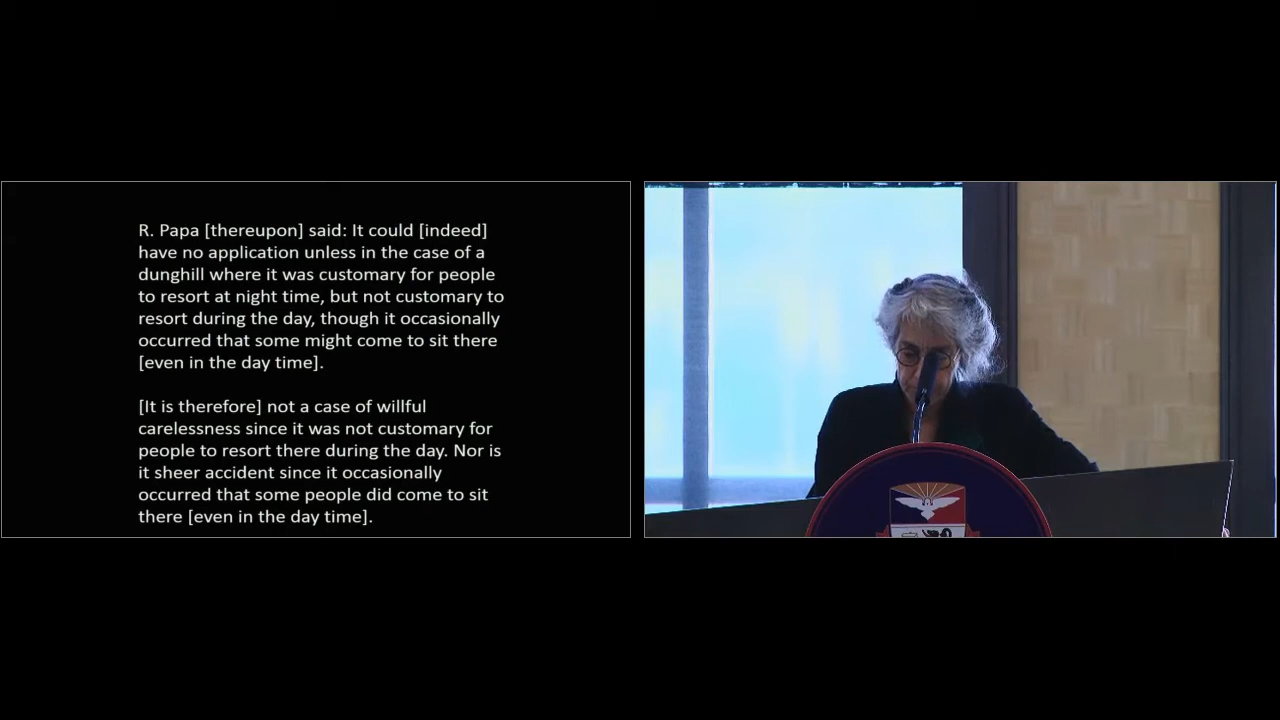 R. Papa [thereupon] said: It could [indeed]
have no application unless in the case of a
dunghill where it was customary for people
to resort at night time, but not customary to
resort during the day, though it occasionally
occurred that some might come to sit there
[even in the day time].
[It is therefore] not a case of willful
carelessness since it was not customary for
people to resort there during the day. Nor is
it sheer accident since it occasionally
occurred that some people did come to sit
there [even in the day time].